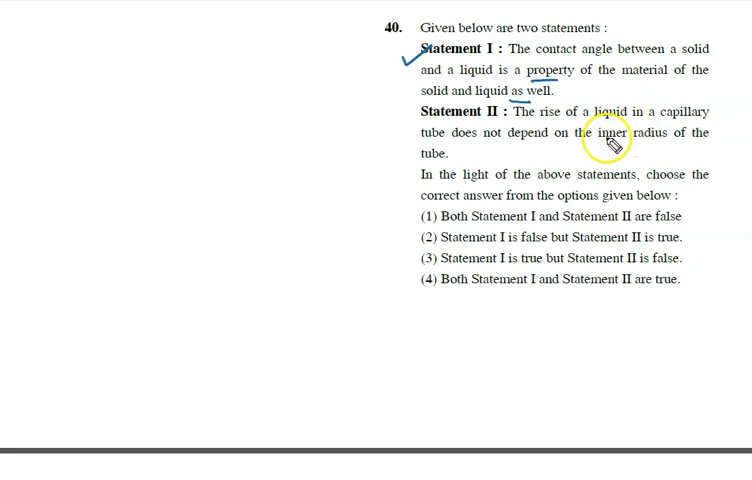 40. Given below are two statements :
Statement I : The contact angle between a solid
and a liquid is a property of the material of the
solid and liquid as well.
Statement II : The rise of a liquid in a capillary
tube does not depend on the inner radius of the
tube.
In the light of the above statements, choose the
correct answer from the options given below :
(1) Both Statement I and Statement II are false
(2) Statement I is false but Statement II is true.
(3) Statement I is true but Statement II is false.
(4) Both Statement I and Statement II are true.